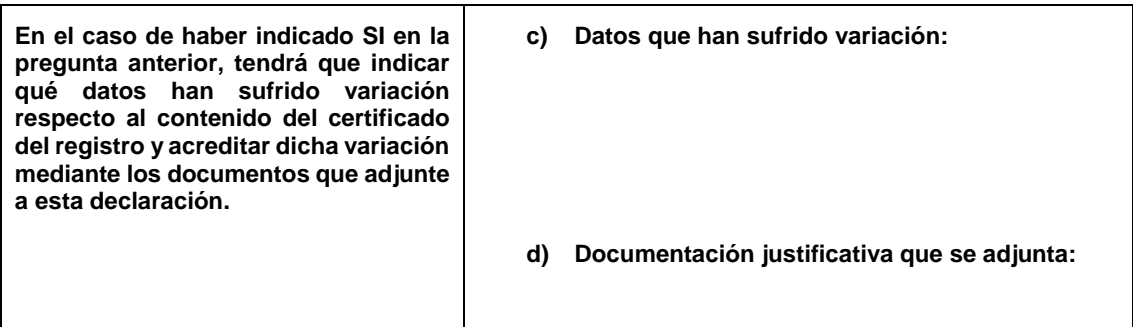 En el caso de haber indicado SI en la
pregunta anterior, tendrá que indicar
qué datos han sufrido variación
respecto al contenido del certificado
del registro y acreditar dicha variación
mediante los documentos que adjunte
a esta declaración.
c) Datos que han sufrido variación:
d) Documentación justificativa que se adjunta: